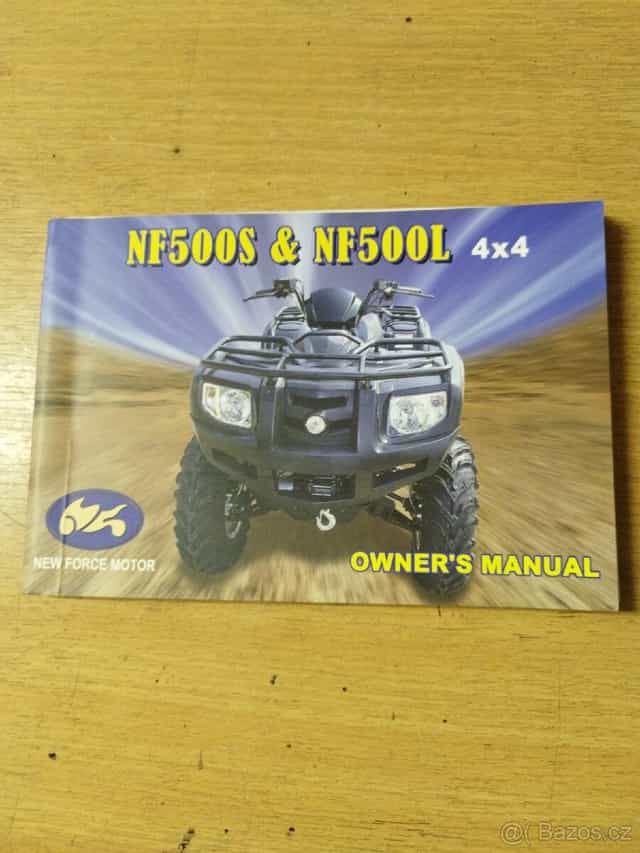 NF500S & NF500L 4x4
NEW FORCE MOTOR
OWNER'S MANUAL
@( Bazos.cz